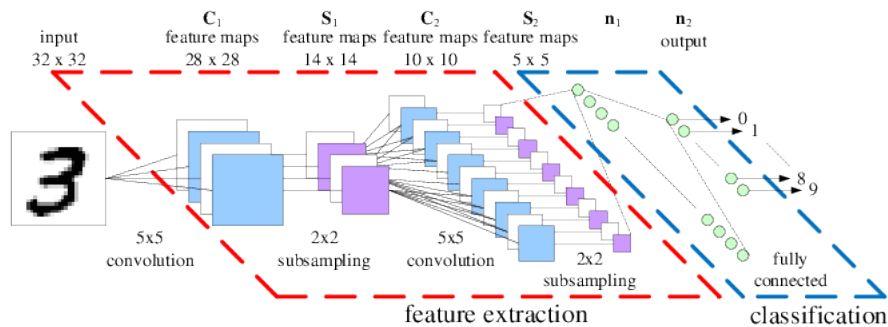 input
32 x 32
C1
feature maps
28 x 28
S1
feature maps
14 x 14
C2
feature maps
10 x 10
S2
feature maps
5 x 5
n1
n2
output
3
0
1
8
9
5x5
convolution
2x2
subsampling
5x5
convolution
2x2
subsampling
fully
connected
feature extraction
classification